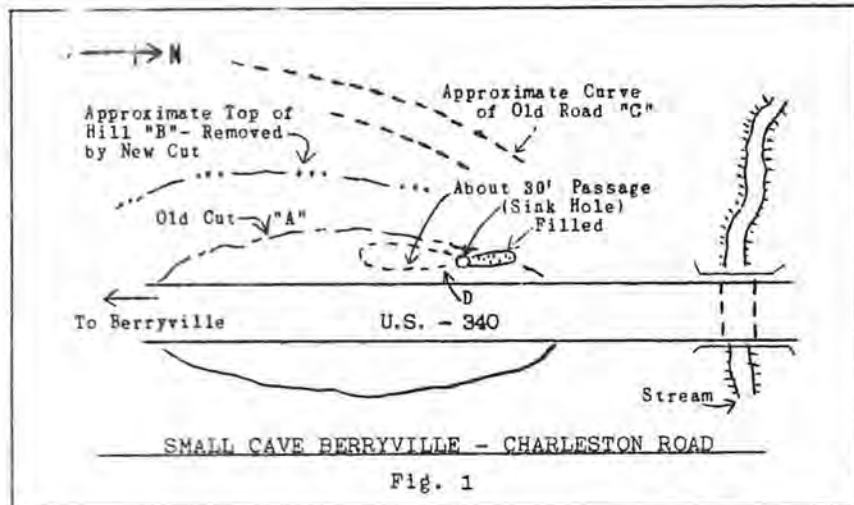 N
Approximate Curve
of Old Road "C"
Approximate Top of
Hill "B"- Removed
by New Cut
About 30' Passage
(Sink Hole)
Filled
Old Cut "A"
D
To Berryville
U.S. - 340
Stream
SMALL CAVE BERRYVILLE - CHARLESTON ROAD
Fig. 1